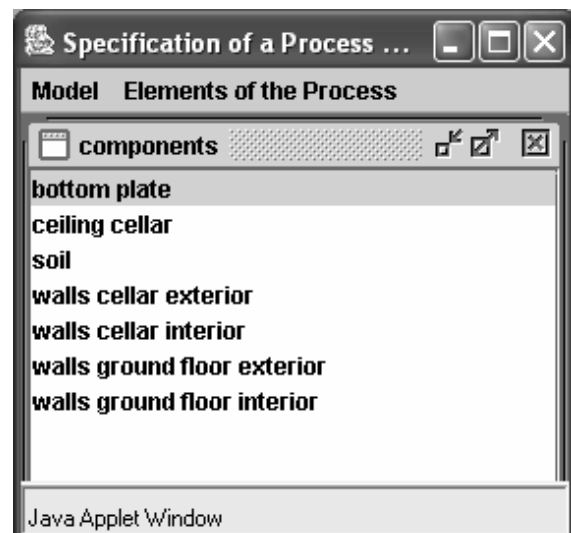 Specification of a Process ...
Model Elements of the Process
components
bottom plate
ceiling cellar
soil
walls cellar exterior
walls cellar interior
walls ground floor exterior
walls ground floor interior
Java Applet Window